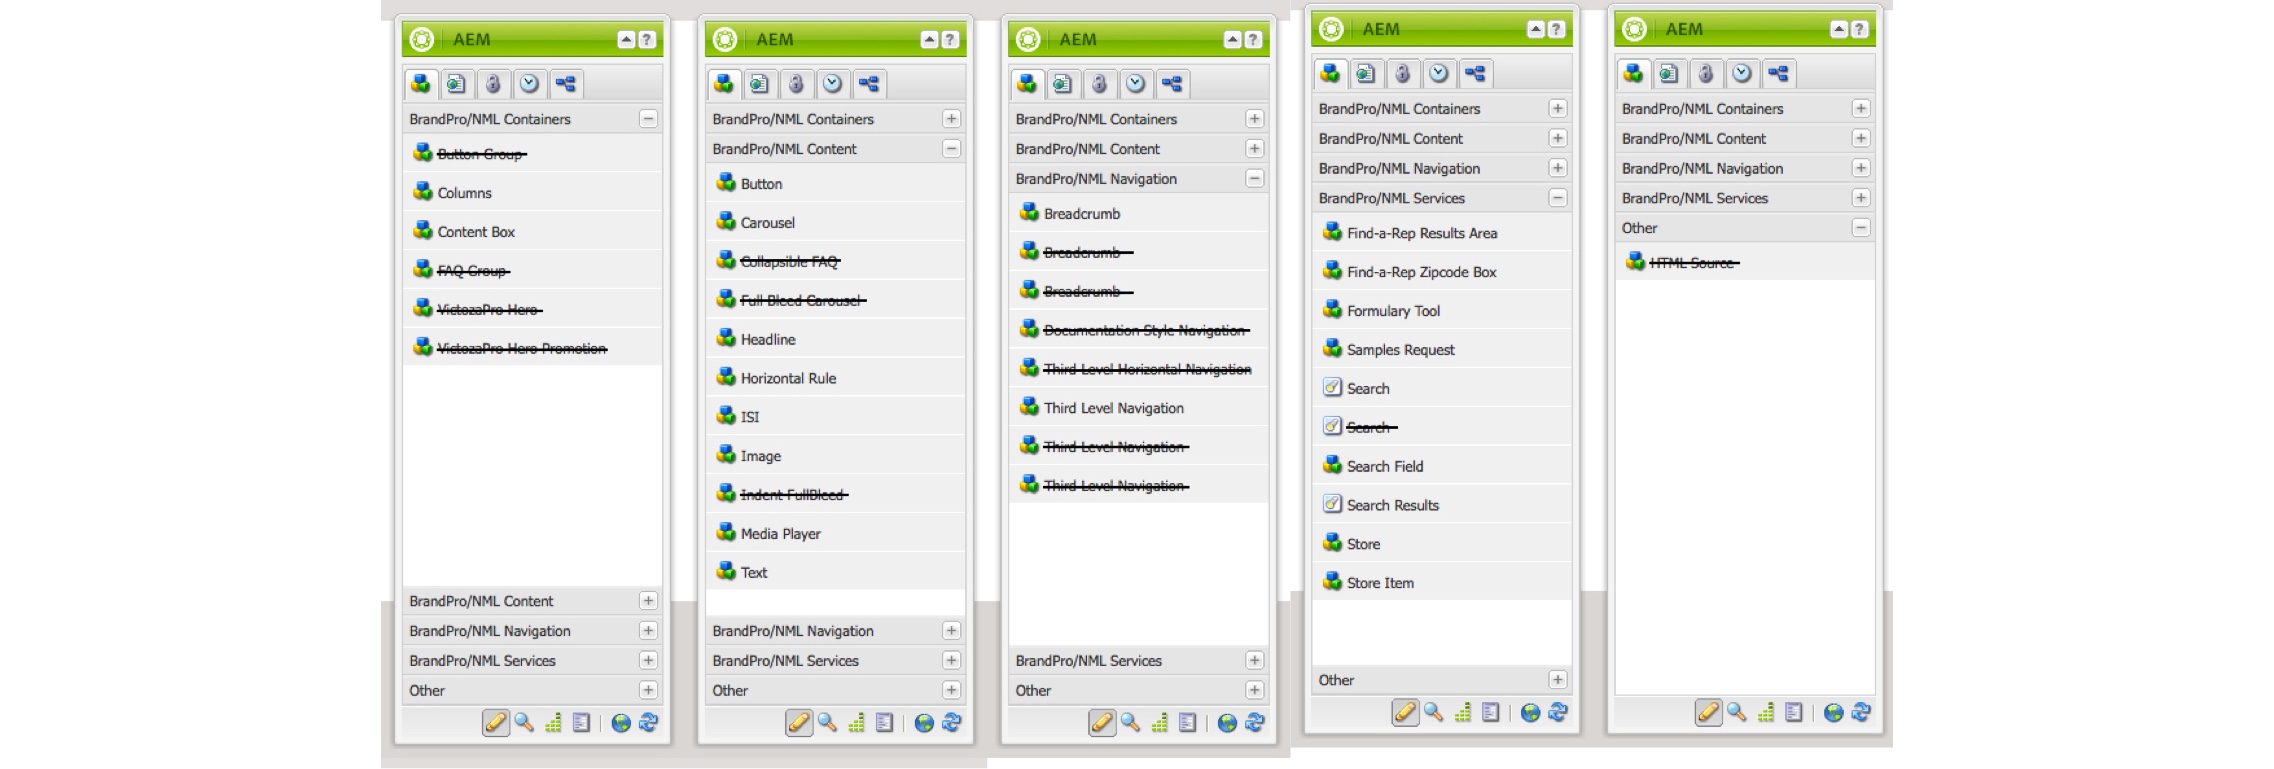 AEM
?
BrandPro/NML Containers
Button Group
Columns
Content Box
FAQ Group
VictozaPro Hero
VictozaPro Hero Promotion
BrandPro/NML Content
BrandPro/NML Navigation
BrandPro/NML Services
Other
AEM
?
BrandPro/NML Containers
BrandPro/NML Content
Button
Carousel
Collapsible FAQ
Full Bleed Carousel
Headline
Horizontal Rule
ISI
Image
Indent FullBleed
Media Player
Text
BrandPro/NML Navigation
BrandPro/NML Services
Other
AEM
?
BrandPro/NML Containers
BrandPro/NML Content
BrandPro/NML Navigation
Breadcrumb
Breadcrumb
Breadcrumb
Documentation Style Navigation
Third Level Horizontal Navigation
Third Level Navigation
Third Level Navigation
Third Level Navigation
BrandPro/NML Services
Other
AEM
?
BrandPro/NML Containers
BrandPro/NML Content
BrandPro/NML Navigation
BrandPro/NML Services
Find-a-Rep Results Area
Find-a-Rep Zipcode Box
Formulary Tool
Samples Request
Search
Search
Search Field
Search Results
Store
Store Item
Other
AEM
?
BrandPro/NML Containers
BrandPro/NML Content
BrandPro/NML Navigation
BrandPro/NML Services
Other
HTML Source